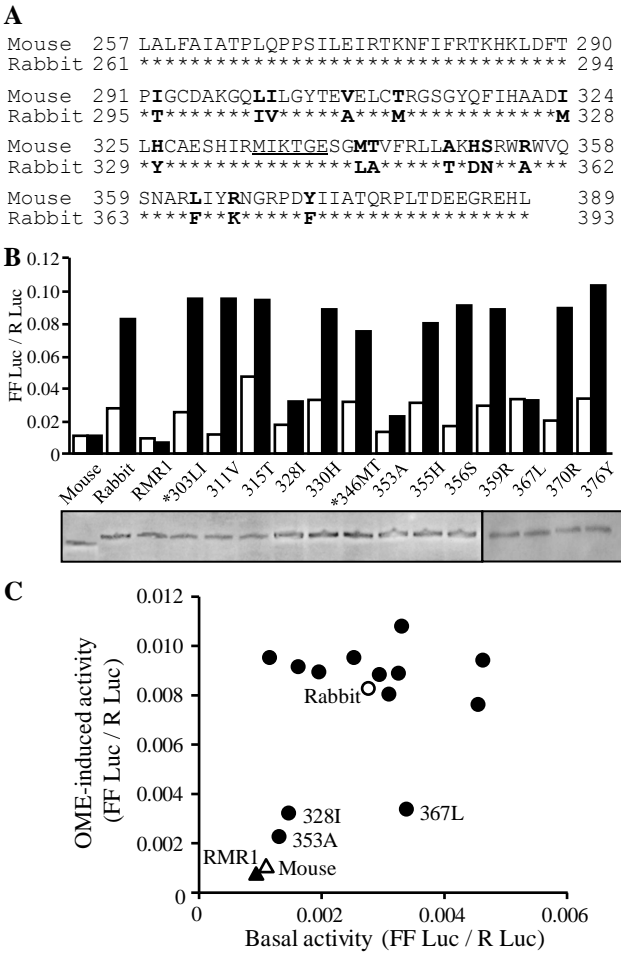 A
Mouse 257 LALFAIATPLQPPSILEIRTKNFIFRTKHKLDFT 290
Rabbit 261 ********************************** 294
Mouse 291 PIGCDAKGQLILGYTEVELCTRGSGYQFIHAADI 324
Rabbit 295 *T*******IV*****A***M************M 328
Mouse 325 LHCAESHIRMIKTGESGMTVFRLLAKHSRWRWVQ 358
Rabbit 329 *Y***************LA*****T*DN**A*** 362
Mouse 359 SNARLIYRNGRPDYIIATQRPLTDEEGREHL 389
Rabbit 363 ****F**K*****F***************** 393
B
FF Luc / R Luc
0.12
0.10
0.08
0.06
0.04
0.02
0
Mouse Rabbit RMR1 *303LI 311V 315T 328I 330H *346MT 353A 355H 356S 359R 367L 370R 376Y
C
OME-induced activity
(FF Luc / R Luc)
0.012
0.010
0.008
0.006
0.004
0.002
0
Rabbit
328I
367L
353A
RMR1
Mouse
0 0.002 0.004 0.006
Basal activity (FF Luc / R Luc)